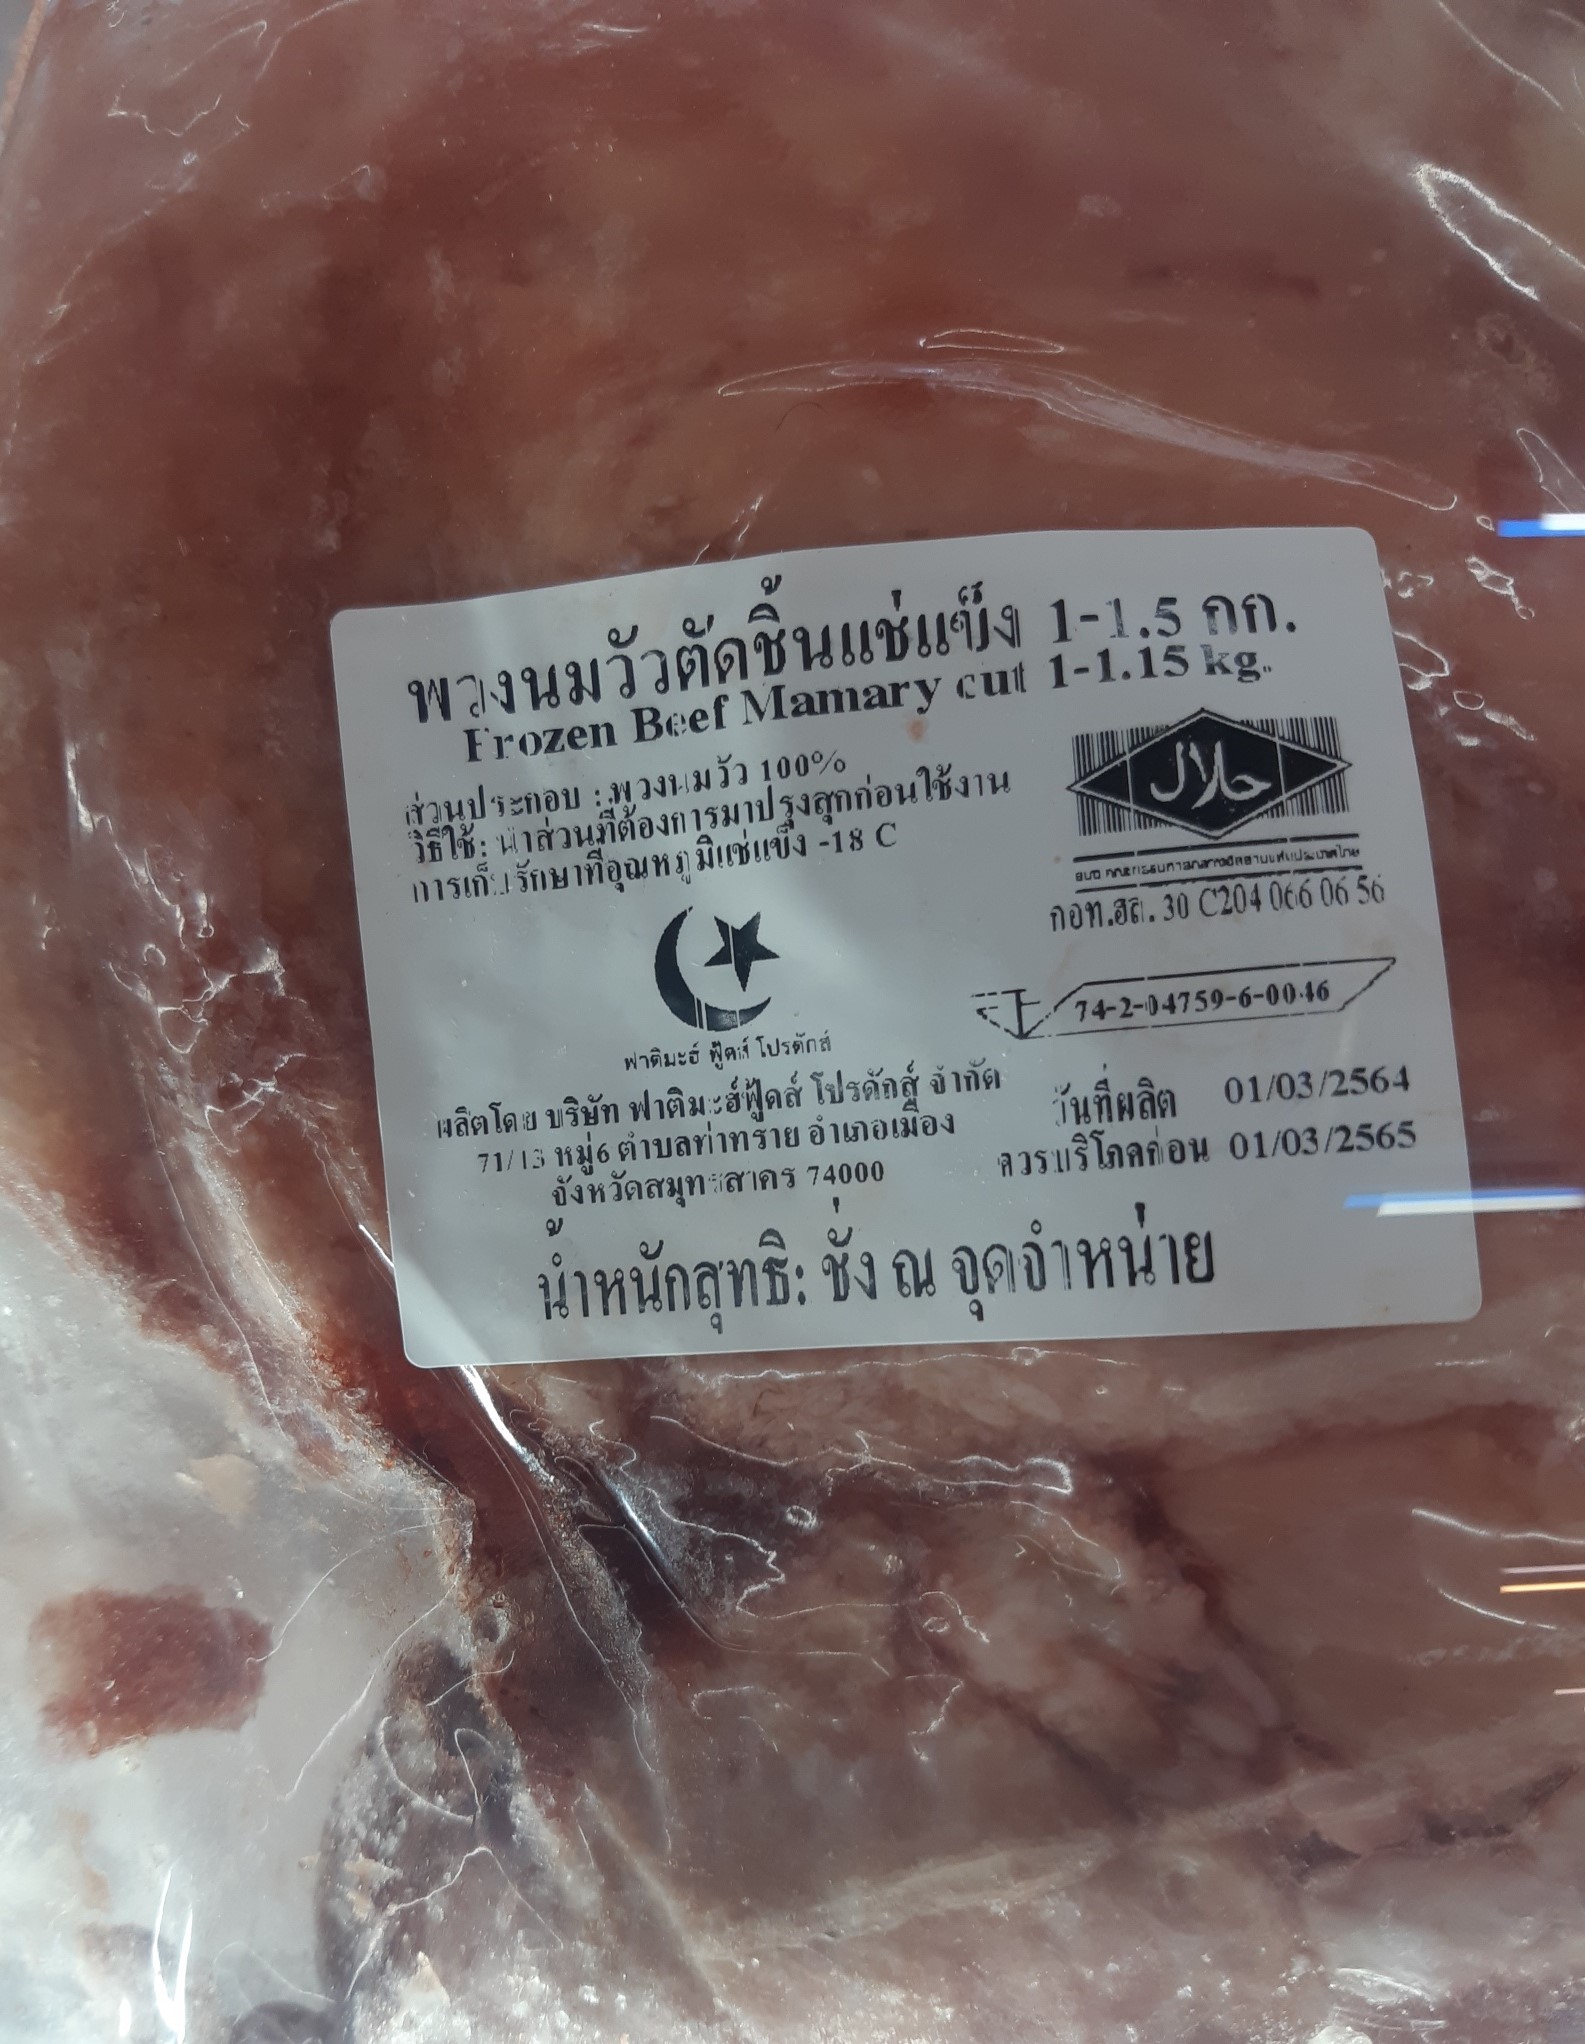 พวงนมวัวตัดชิ้นแช่แข็ง 1-1.5 กก.
Frozen Beef Mamary cut 1-1.15 kg.
ส่วนประกอบ : พวงนมวัว 100%
วิธีใช้: นำส่วนที่ต้องการมาปรุงสุกก่อนใช้งาน
การเก็บรักษาที่อุณหภูมิแช่แข็ง -18 C
حلال
กอท.ฮล. 30 C204 066 06 56
74-2-04759-6-0046
ฟาติมะฮ์ ฟู้ดส์ โปรดักส์
ผลิตโดย บริษัท ฟาติมะฮ์ฟู้ดส์ โปรดักส์ จำกัด
71/13 หมู่6 ตำบลท่าทราย อำเภอเมือง
จังหวัดสมุทรสาคร 74000
วันที่ผลิต 01/03/2564
ควรบริโภคก่อน 01/03/2565
น้ำหนักสุทธิ: ชั่ง ณ จุดจำหน่าย